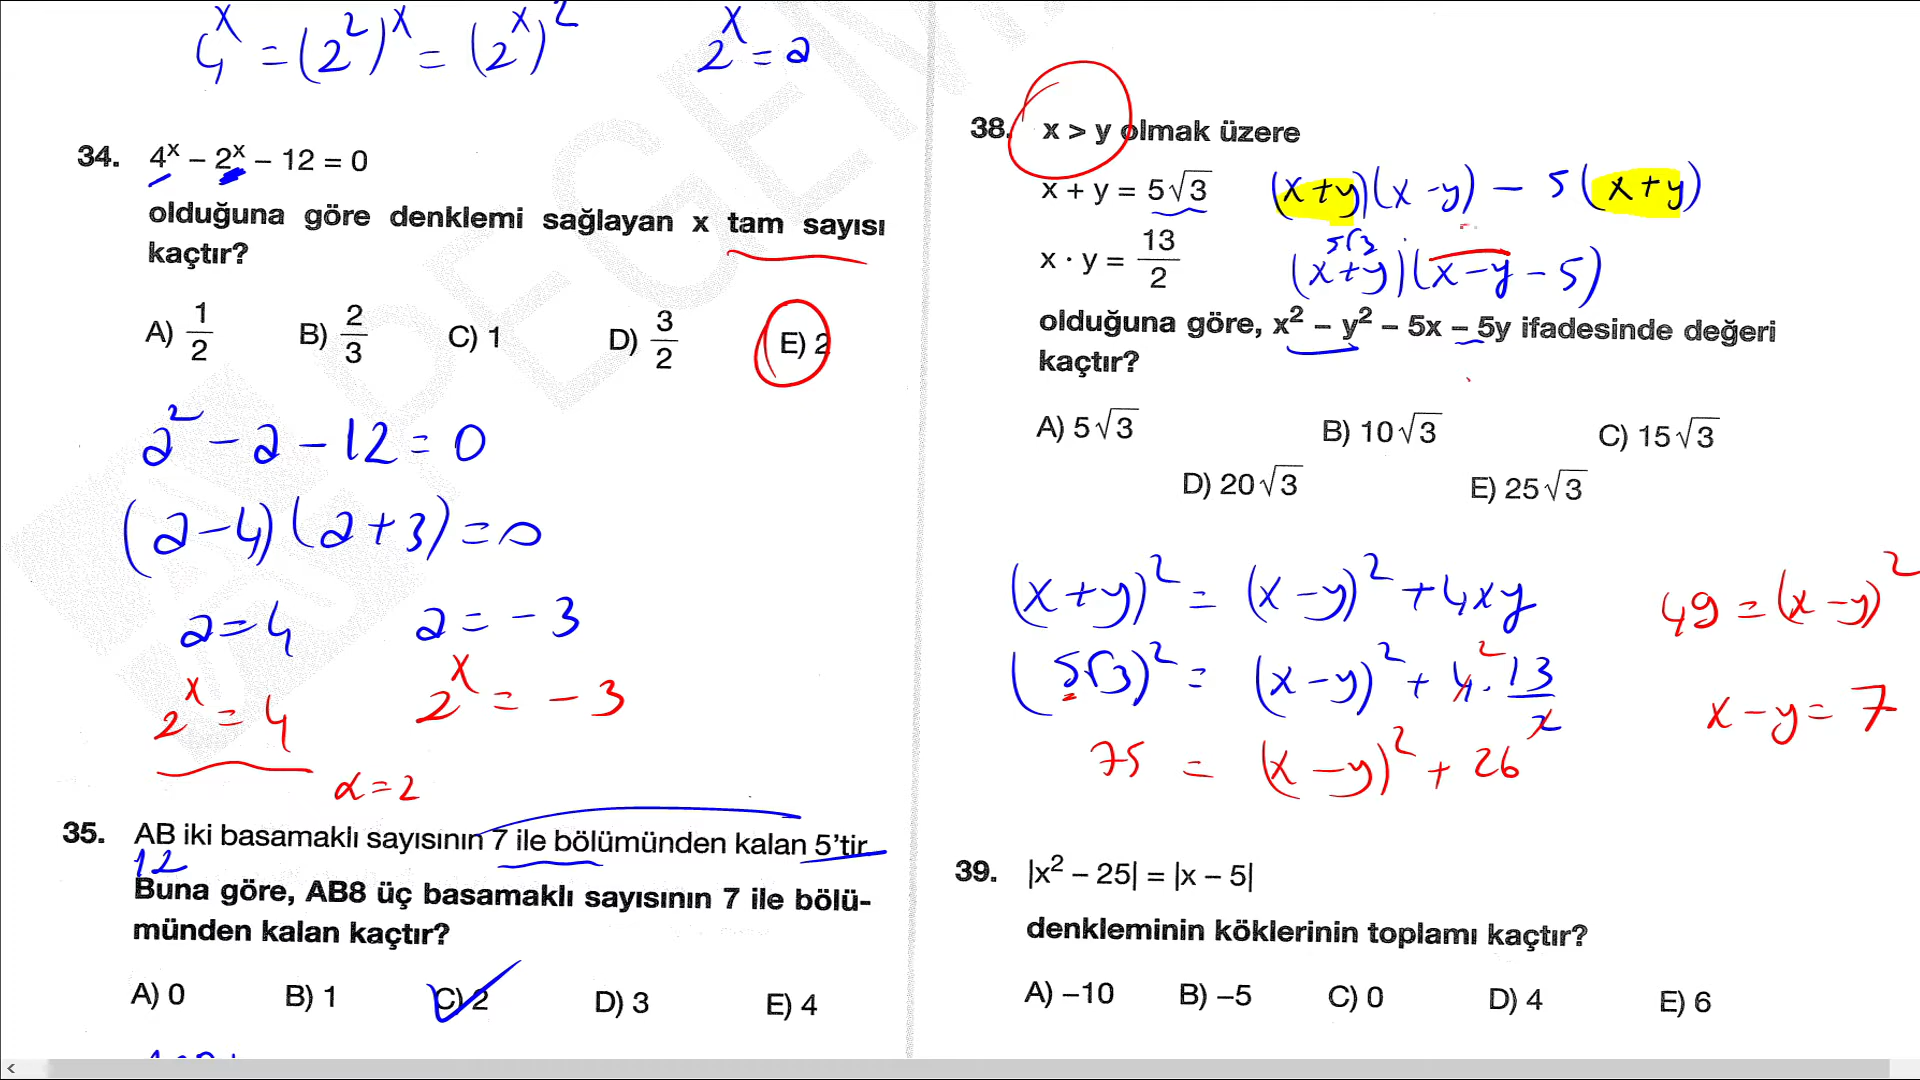 4^x = (2^2)^x = (2^x)^2   2^x = a
34. 4^x – 2^x – 12 = 0
olduğuna göre denklemi sağlayan x tam sayısı
kaçtır?
A) 1/2   B) 2/3   C) 1   D) 3/2   E) 2
a^2 - a - 12 = 0
(a-4)(a+3) = 0
a = 4   a = -3
2^x = 4   2^x = -3
x = 2
35. AB iki basamaklı sayısının 7 ile bölümünden kalan 5'tir
12
Buna göre, AB8 üç basamaklı sayısının 7 ile bölü-
münden kalan kaçtır?
A) 0   B) 1   C) 2   D) 3   E) 4
38. x > y olmak üzere
x + y = 5√3
(x+y)(x-y) - 5(x+y)
x · y = 13/2
5√3
(x+y)(x-y-5)
olduğuna göre, x² – y² – 5x – 5y ifadesinde değeri
kaçtır?
A) 5√3   B) 10√3   C) 15√3
D) 20√3   E) 25√3
(x+y)^2 = (x-y)^2 + 4xy   49 = (x-y)^2
(5√3)^2 = (x-y)^2 + 4^2 · 13/2   x-y = 7
75 = (x-y)^2 + 26
39. |x² – 25| = |x – 5|
denkleminin köklerinin toplamı kaçtır?
A) –10   B) –5   C) 0   D) 4   E) 6